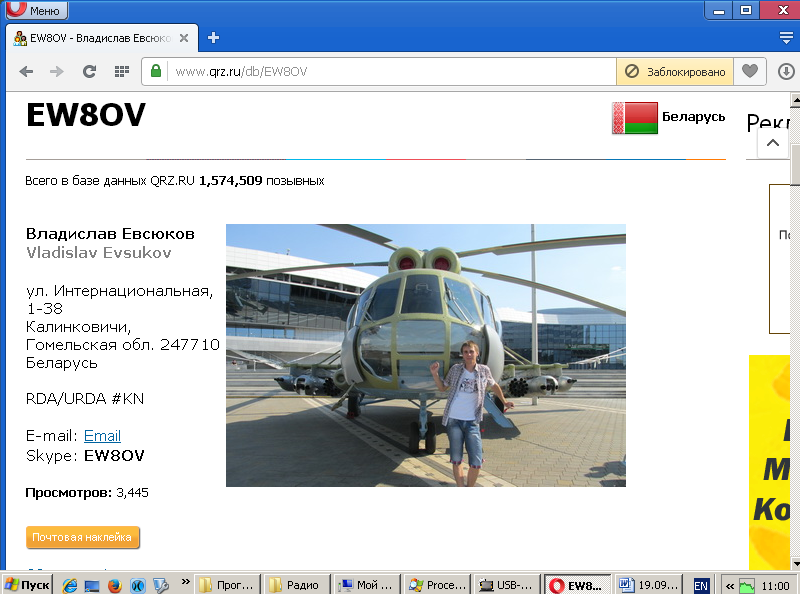 Меню
EW8OV - Владислав Евсюко
www.qrz.ru/db/EW8OV
Заблокировано
EW8OV
Беларусь
Рекл
Всего в базе данных QRZ.RU 1,574,509 позывных
По
Владислав Евсюков
Vladislav Evsukov
ул. Интернациональная,
1-38
Калинковичи,
Гомельская обл. 247710
Беларусь
RDA/URDA #KN
E-mail: Email
Skype: EW8OV
Просмотров: 3,445
Почтовая наклейка
М
Ко
Пуск
Прог...
Радио
Мой ...
Proce...
USB-...
EW8...
19.09...
EN
11:00